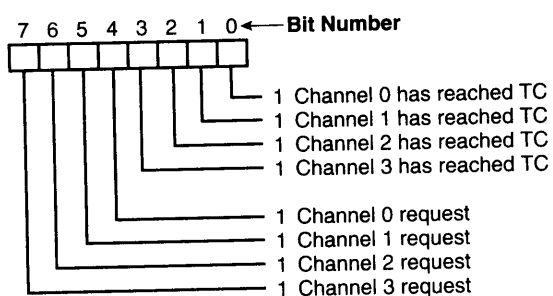 7 6 5 4 3 2 1 0 Bit Number
1 Channel 0 has reached TC
1 Channel 1 has reached TC
1 Channel 2 has reached TC
1 Channel 3 has reached TC
1 Channel 0 request
1 Channel 1 request
1 Channel 2 request
1 Channel 3 request